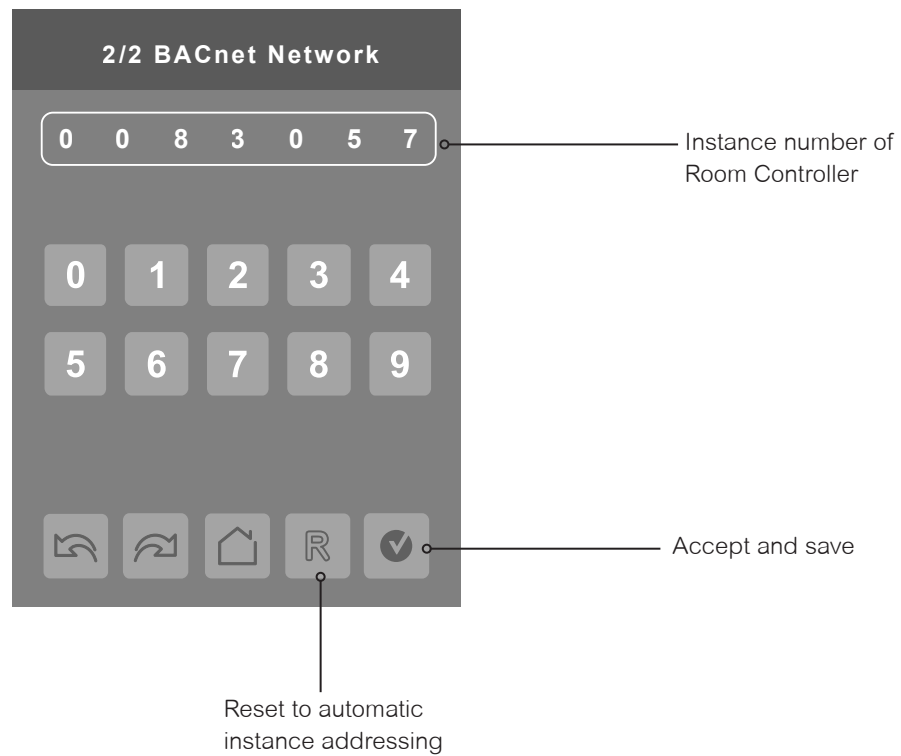 2/2 BACnet Network
0 0 8 3 0 5 7
Instance number of
Room Controller
0 1 2 3 4
5 6 7 8 9
R
Accept and save
Reset to automatic
instance addressing